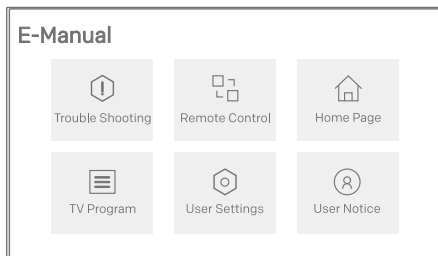 E-Manual
Trouble Shooting
Remote Control
Home Page
TV Program
User Settings
User Notice